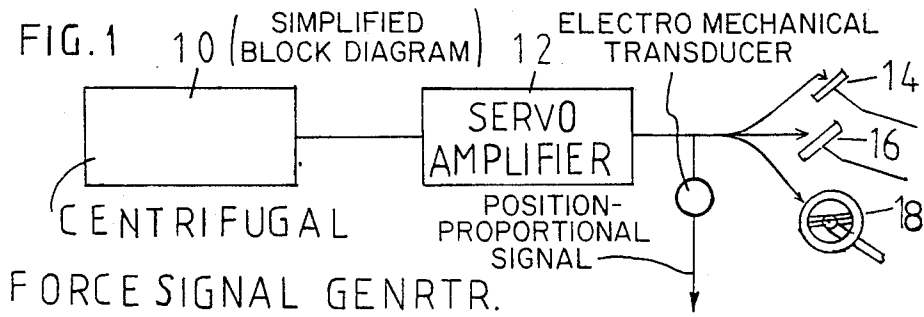 FIG.1
10 (SIMPLIFIED
BLOCK DIAGRAM)
12
ELECTRO MECHANICAL
TRANSDUCER
14
SERVO
AMPLIFIER
16
CENTRIFUGAL
FORCE SIGNAL GENRTR.
POSITION-
PROPORTIONAL
SIGNAL
18